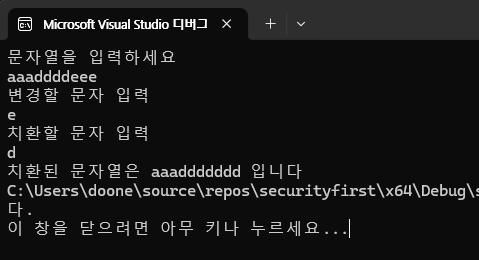 Microsoft Visual Studio 디버그
문자열을 입력하세요
aaaddddeee
변경할 문자 입력
e
치환할 문자 입력
d
치환된 문자열은 aaaddddddd 입니다
C:\Users\doone\source\repos\securityfirst\x64\Debug\s
다.
이 창을 닫으려면 아무 키나 누르세요...